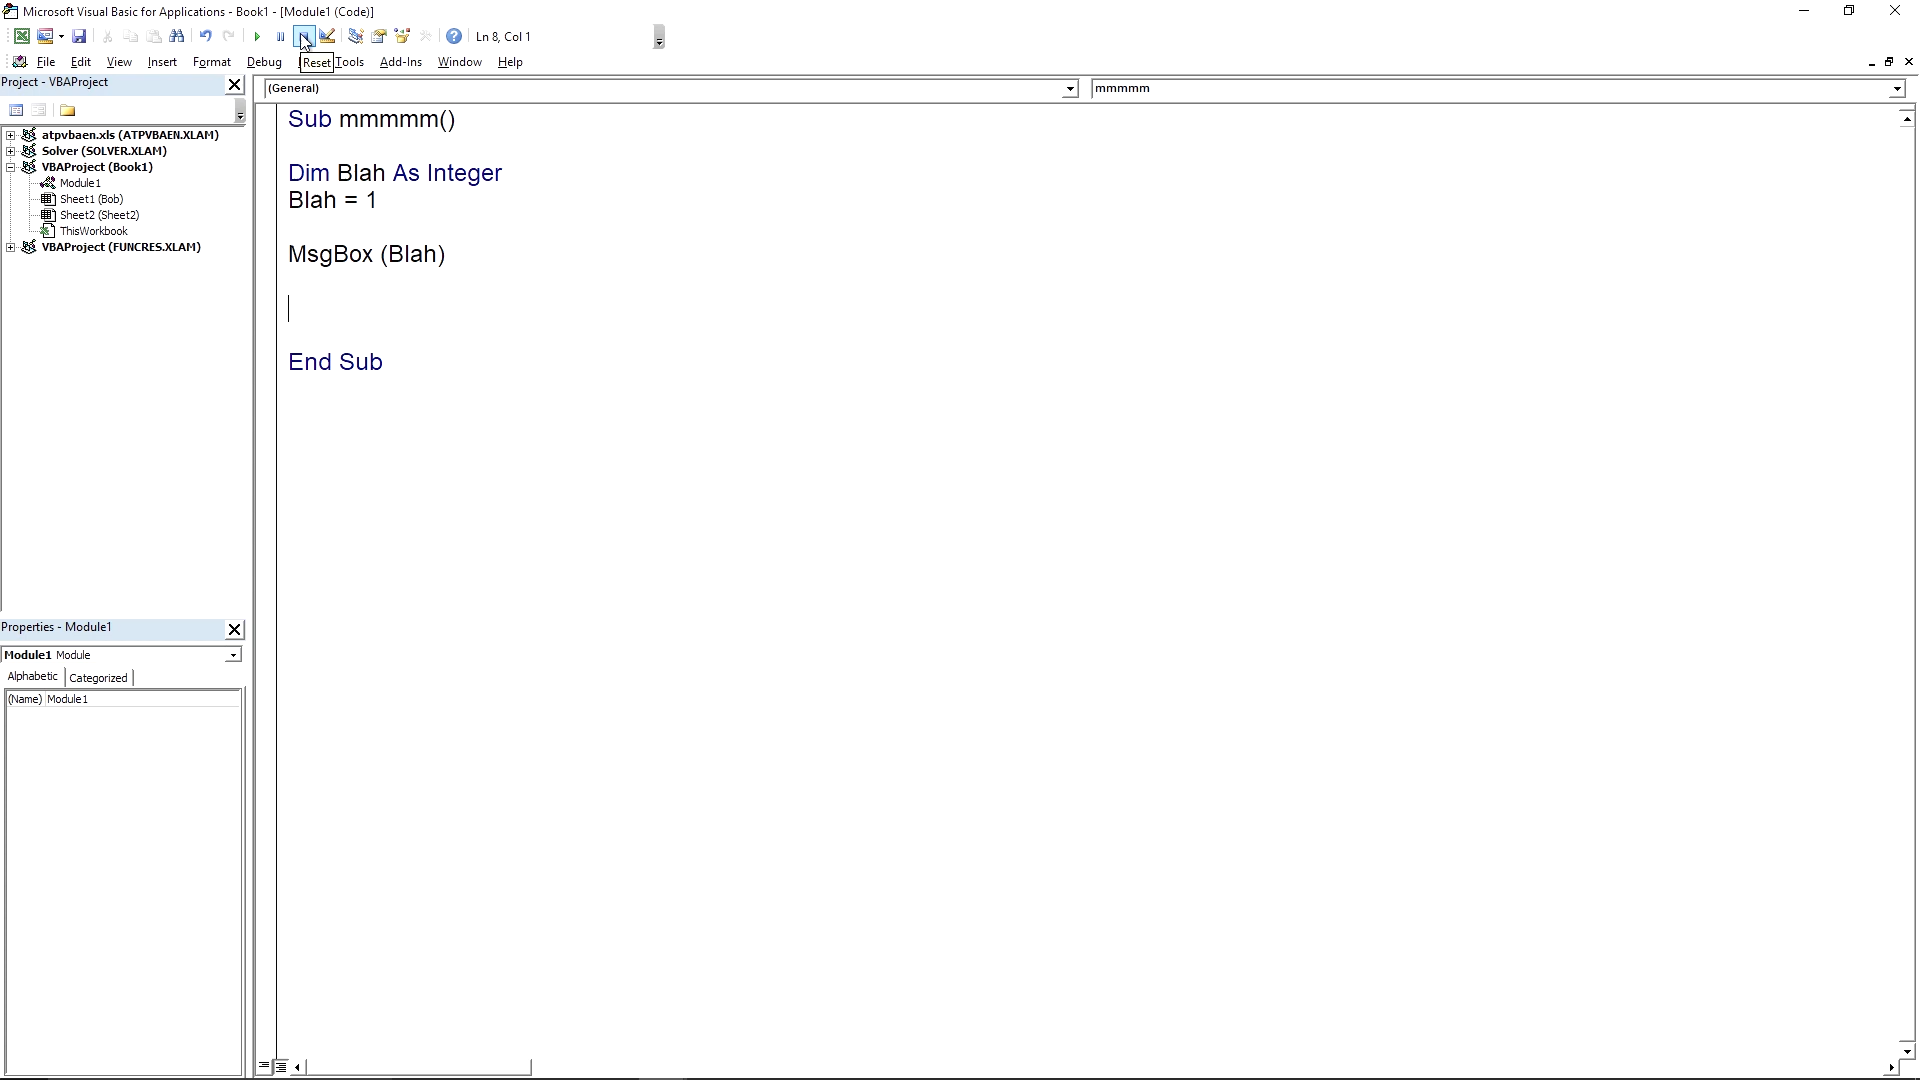 Microsoft Visual Basic for Applications - Book1 - [Module1 (Code)]
Ln 8, Col 1
File Edit View Insert Format Debug Tools Add-Ins Window Help
Reset
Project - VBAProject
(General)
mmmmm
atpvbaen.xls (ATPVBAEN.XLAM)
Solver (SOLVER.XLAM)
VBAProject (Book1)
Module1
Sheet1 (Bob)
Sheet2 (Sheet2)
ThisWorkbook
VBAProject (FUNCRES.XLAM)
Sub mmmmm()
Dim Blah As Integer
Blah = 1
MsgBox (Blah)
End Sub
Properties - Module1
Module1 Module
Alphabetic Categorized
(Name) Module1